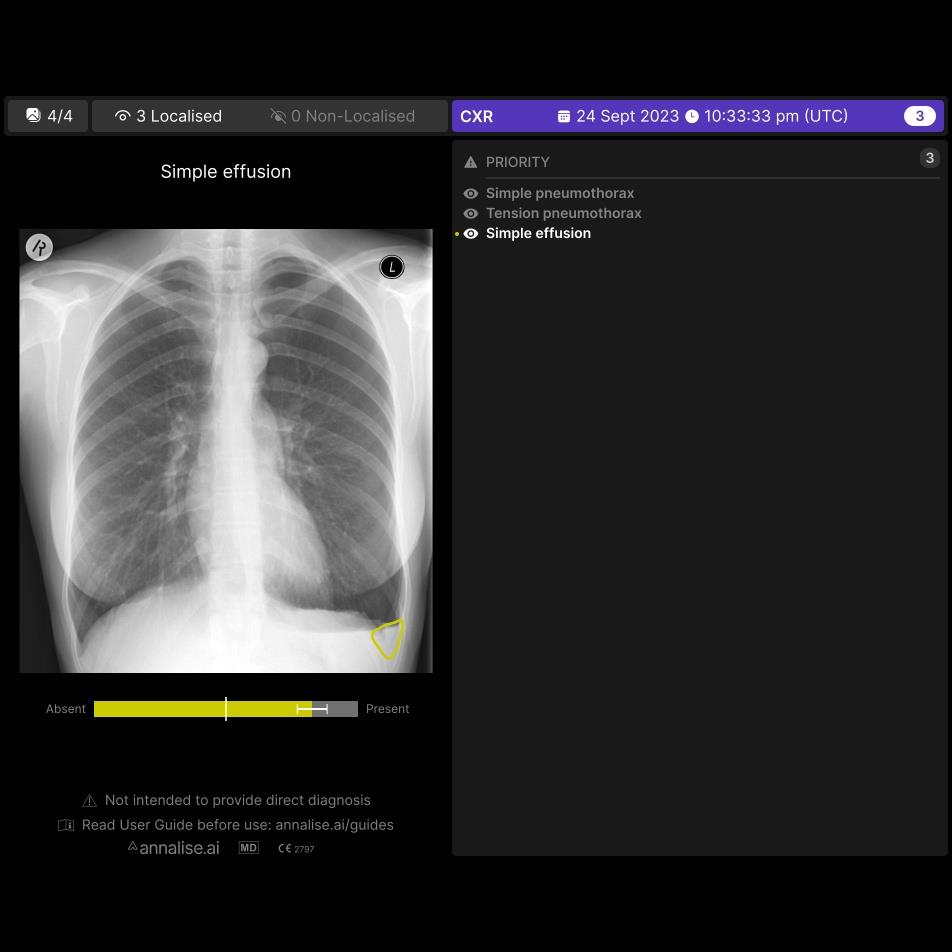 4/4
3 Localised
0 Non-Localised
CXR
24 Sept 2023 10:33:33 pm (UTC)
3
Simple effusion
PRIORITY
3
Simple pneumothorax
Tension pneumothorax
Simple effusion
L
Absent
Present
Not intended to provide direct diagnosis
Read User Guide before use: annalise.ai/guides
annalise.ai
MD
CE 2797